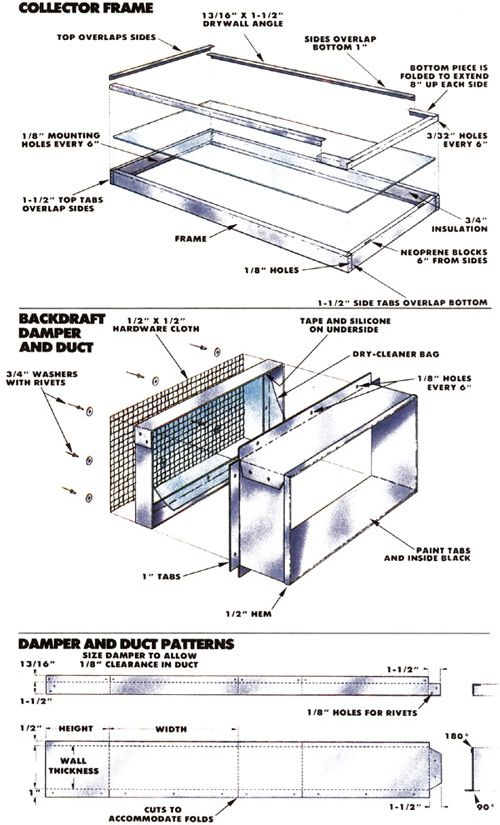 COLLECTOR FRAME
13/16" X 1-1/2"
DRYWALL ANGLE
TOP OVERLAPS SIDES
SIDES OVERLAP
BOTTOM 1"
BOTTOM PIECE IS
FOLDED TO EXTEND
8" UP EACH SIDE
1/8" MOUNTING
HOLES EVERY 6"
3/32" HOLES
EVERY 6"
1-1/2" TOP TABS
OVERLAP SIDES
3/4"
INSULATION
FRAME
NEOPRENE BLOCKS
6" FROM SIDES
1/8" HOLES
1-1/2" SIDE TABS OVERLAP BOTTOM
BACKDRAFT
DAMPER
AND DUCT
1/2" X 1/2"
HARDWARE CLOTH
TAPE AND SILICONE
ON UNDERSIDE
DRY-CLEANER BAG
3/4" WASHERS
WITH RIVETS
1/8" HOLES
EVERY 6"
PAINT TABS
AND INSIDE BLACK
1" TABS
1/2" HEM
DAMPER AND DUCT PATTERNS
SIZE DAMPER TO ALLOW
1/8" CLEARANCE IN DUCT
13/16"
1-1/2"
1-1/2"
1/8" HOLES FOR RIVETS
1/2"
HEIGHT
WIDTH
180°
WALL
THICKNESS
1"
CUTS TO
ACCOMMODATE FOLDS
1-1/2"
90°